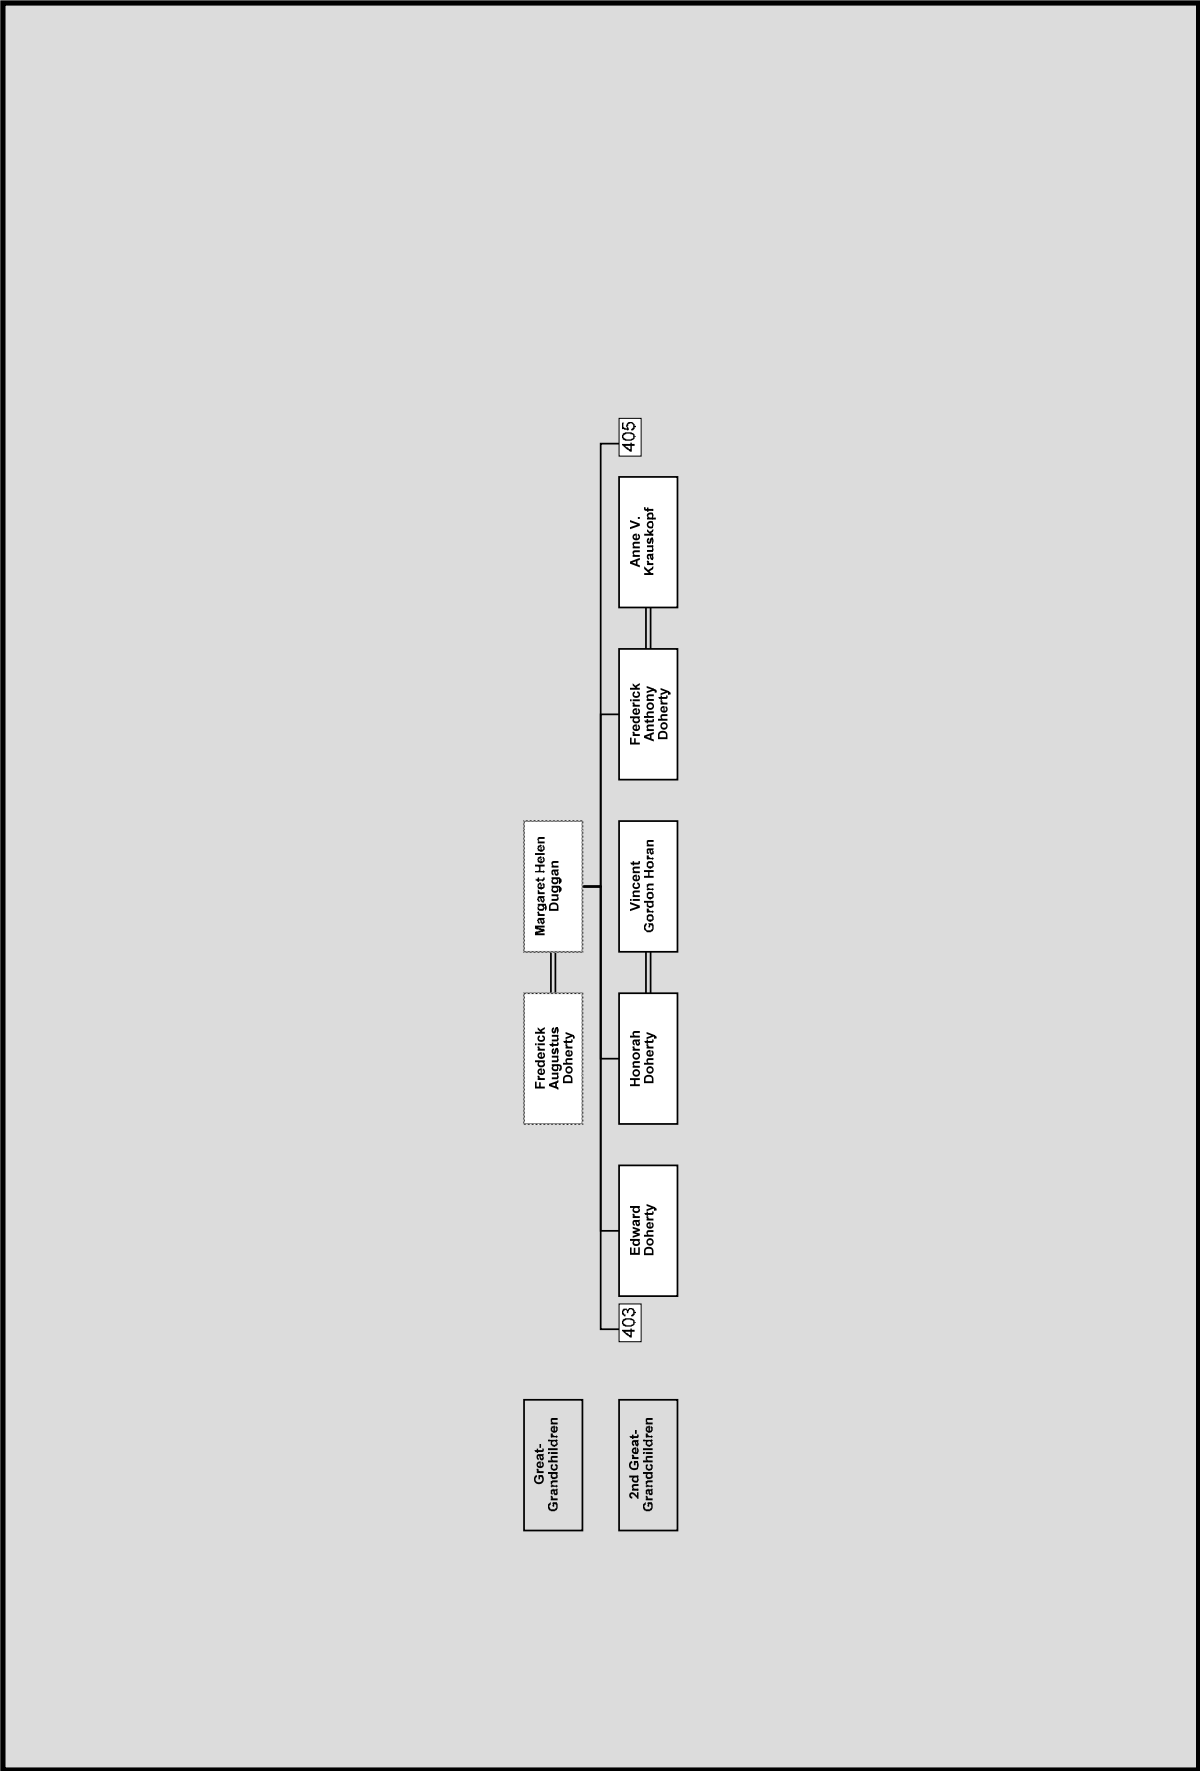 Great-
Grandchildren
Frederick
Augustus
Doherty
Margaret Helen
Duggan
2nd Great-
Grandchildren
403
Edward
Doherty
Honorah
Doherty
Vincent
Gordon Horan
Frederick
Anthony
Doherty
Anne V.
Krauskopf
405